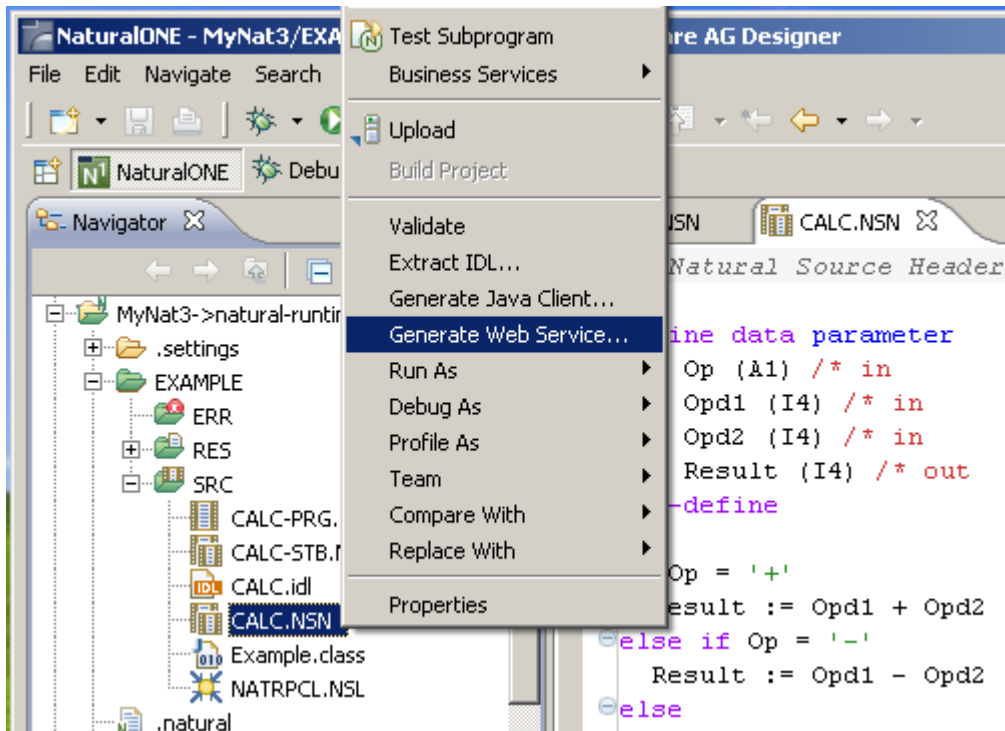 NaturalONE - MyNat3/EXA
re AG Designer
File Edit Navigate Search
NaturalONE Debu
Navigator
MyNat3->natural-runtir
.settings
EXAMPLE
ERR
RES
SRC
CALC-PRG.
CALC-STB.
CALC.idl
CALC.NSN
Example.class
NATRPCL.NSL
.natural
Test Subprogram
Business Services
Upload
Build Project
Validate
Extract IDL...
Generate Java Client...
Generate Web Service...
Run As
Debug As
Profile As
Team
Compare With
Replace With
Properties
NSN
CALC.NSN
Natural Source Header
ine data parameter
Op (A1) /* in
Opd1 (I4) /* in
Opd2 (I4) /* in
Result (I4) /* out
-define
Op = '+'
esult := Opd1 + Opd2
else if Op = '-'
Result := Opd1 - Opd2
else